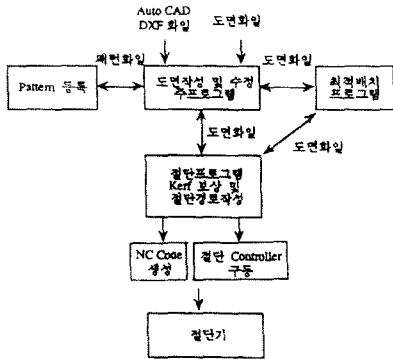 Auto CAD
DXF 화일
도면화일
패턴화일
도면화일
Pattern 등록
도면작성 및 수정
주프로그램
최적배치
프로그램
도면화일
도면화일
절단프로그램
Kerf 보상 및
절단경로작성
NC Code
생성
절단 Controller
구동
절단기